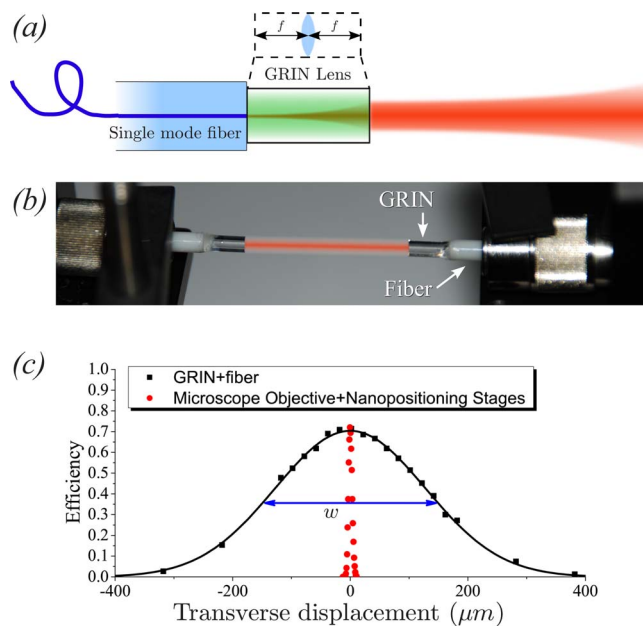 (a)
f f
GRIN Lens
Single mode fiber
(b)
GRIN
Fiber
(c)
1.0
GRIN+fiber
0.9
Microscope Objective+Nanopositioning Stages
0.8
0.7
0.6
0.5
0.4
0.3
0.2
0.1
0.0
Efficiency
w
-400 -200 0 200 400
Transverse displacement (μm)